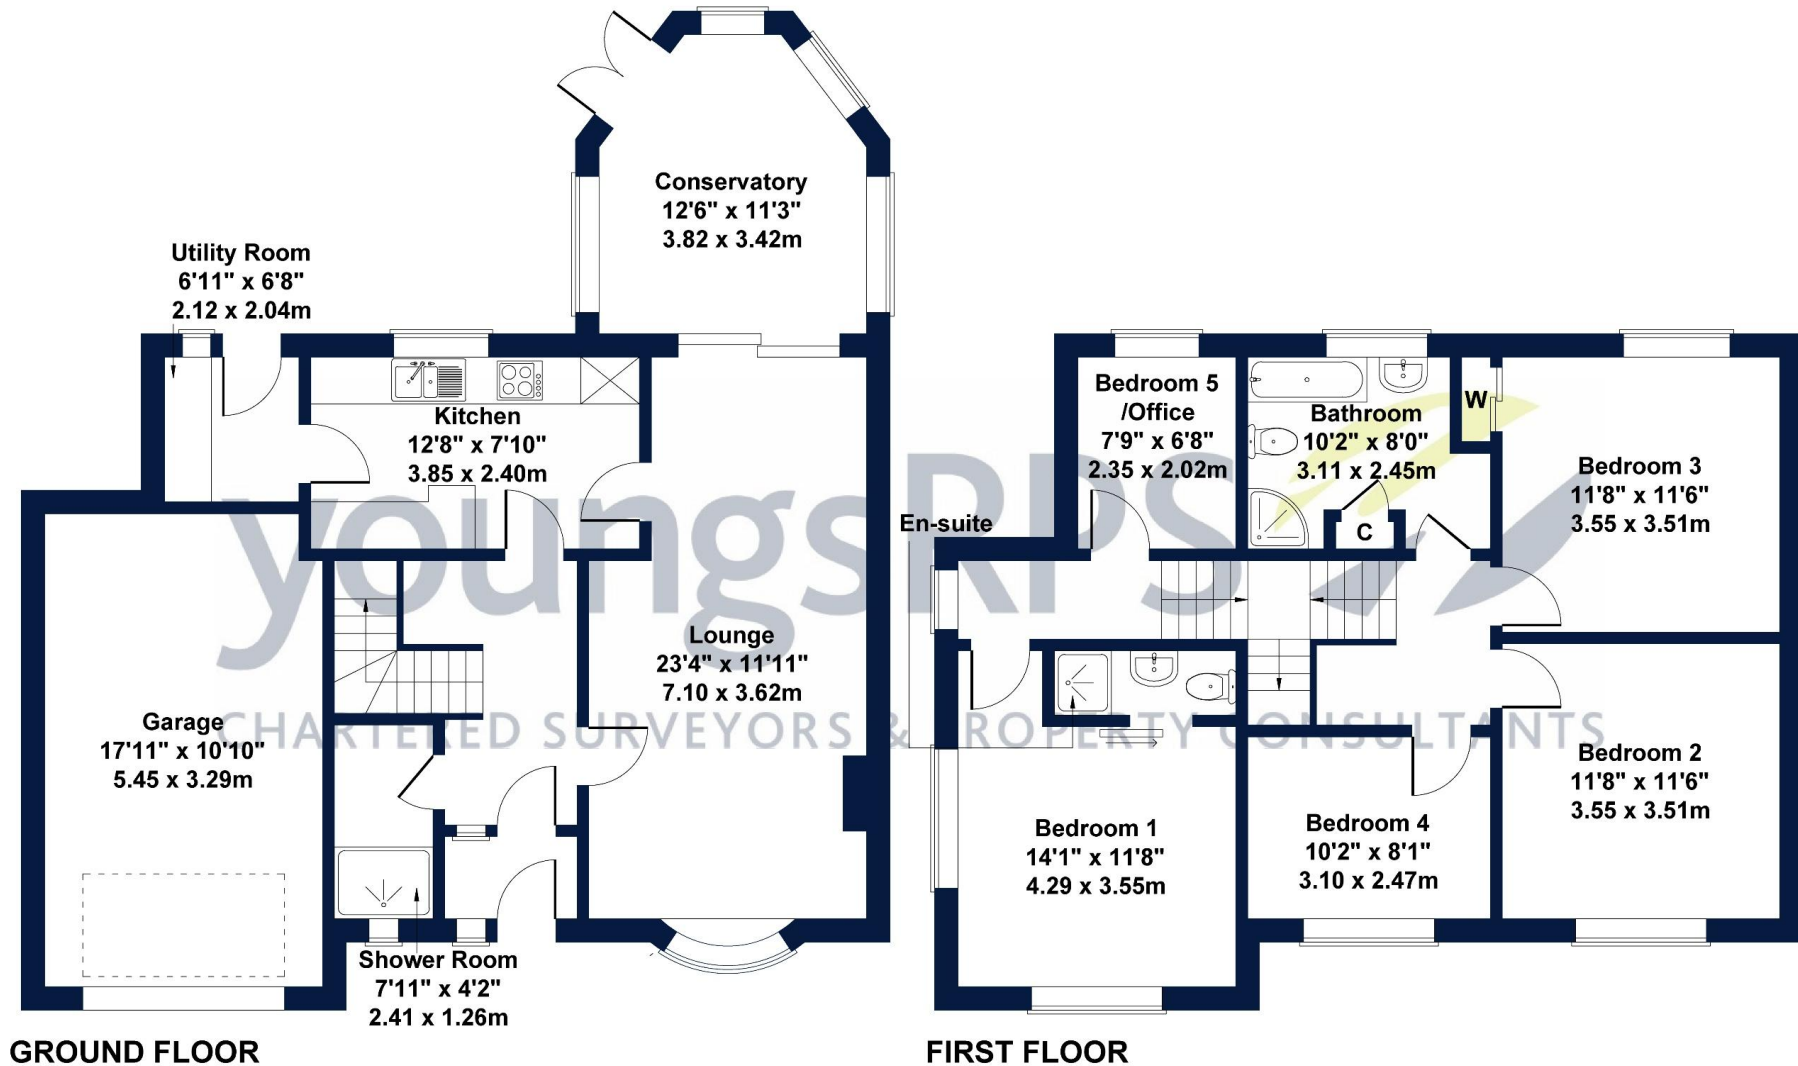 Conservatory
12'6" x 11'3"
3.82 x 3.42m
Utility Room
6'11" x 6'8"
2.12 x 2.04m
Kitchen
12'8" x 7'10"
3.85 x 2.40m
Lounge
23'4" x 11'11"
7.10 x 3.62m
Garage
17'11" x 10'10"
5.45 x 3.29m
Shower Room
7'11" x 4'2"
2.41 x 1.26m
GROUND FLOOR
Bedroom 5
/Office
7'9" x 6'8"
2.35 x 2.02m
Bathroom
10'2" x 8'0"
3.11 x 2.45m
W
C
Bedroom 3
11'8" x 11'6"
3.55 x 3.51m
En-suite
Bedroom 2
11'8" x 11'6"
3.55 x 3.51m
Bedroom 1
14'1" x 11'8"
4.29 x 3.55m
Bedroom 4
10'2" x 8'1"
3.10 x 2.47m
FIRST FLOOR
youngsRPS
CHARTERED SURVEYORS & PROPERTY CONSULTANTS